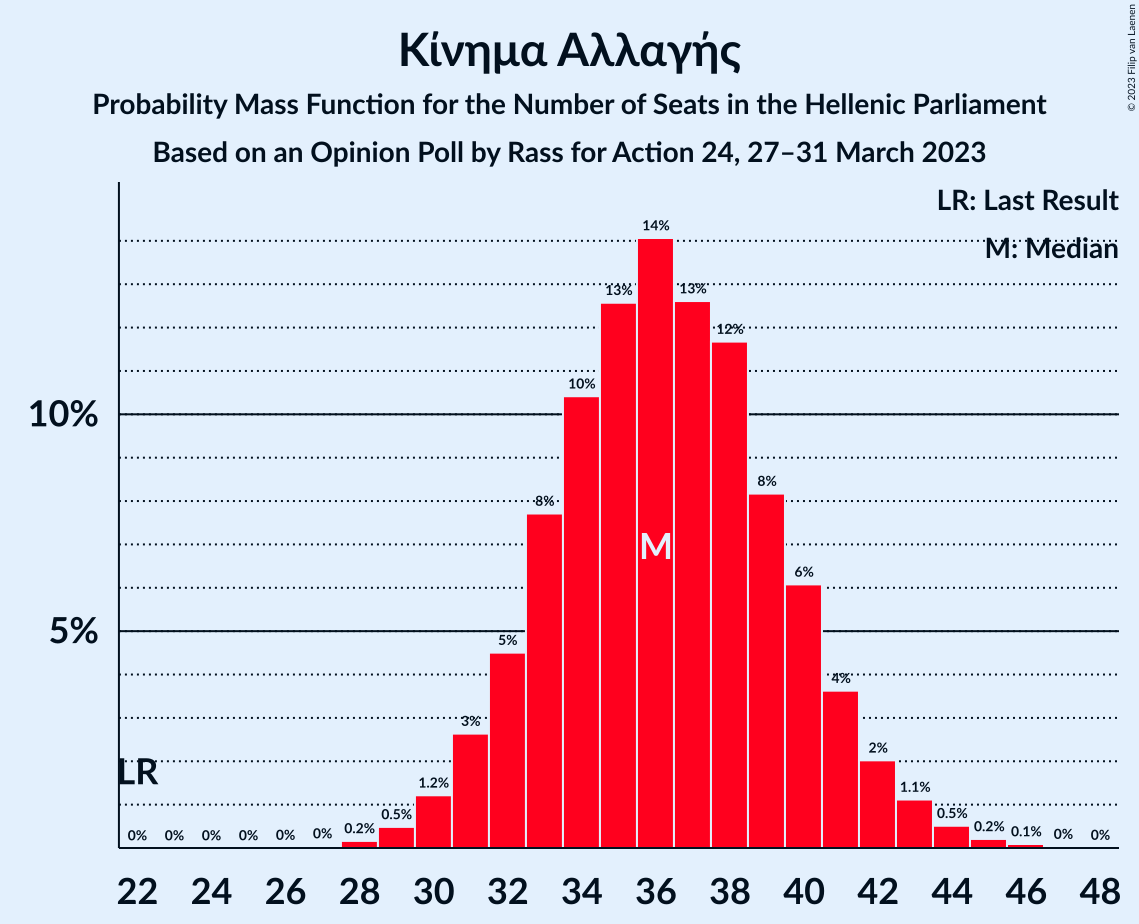 Κίνημα Αλλαγής
Probability Mass Function for the Number of Seats in the Hellenic Parliament
Based on an Opinion Poll by Rass for Action 24, 27–31 March 2023
© 2023 Filip van Laenen
LR: Last Result
M: Median
10%
5%
LR
M
0% 0% 0% 0% 0% 0% 0.2% 0.5% 1.2% 3% 5% 8% 10% 13% 14% 13% 12% 8% 6% 4% 2% 1.1% 0.5% 0.2% 0.1% 0% 0%
22 24 26 28 30 32 34 36 38 40 42 44 46 48